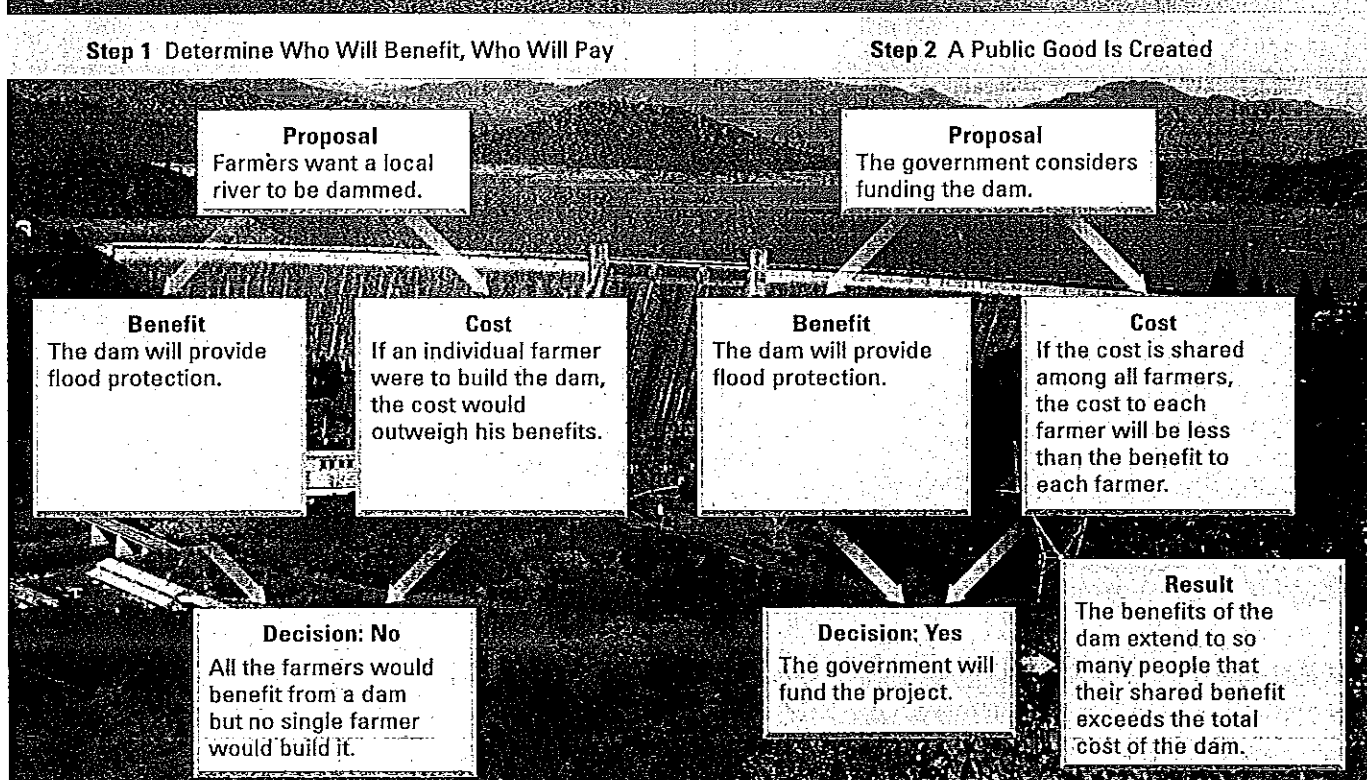 Step 1 Determine Who Will Benefit, Who Will Pay
Step 2 A Public Good Is Created
Proposal
Farmers want a local
river to be dammed.
Benefit
The dam will provide
flood protection.
Cost
If an individual farmer
were to build the dam,
the cost would
outweigh his benefits.
Decision: No
All the farmers would
benefit from a dam
but no single farmer
would build it.
Proposal
The government considers
funding the dam.
Benefit
The dam will provide
flood protection.
Cost
If the cost is shared
among all farmers,
the cost to each
farmer will be less
than the benefit to
each farmer.
Decision: Yes
The government will
fund the project.
Result
The benefits of the
dam extend to so
many people that
their shared benefit
exceeds the total
cost of the dam.